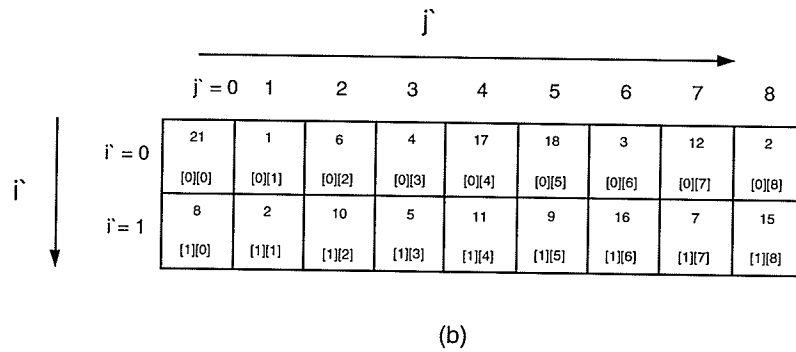 j`
j` = 0 1 2 3 4 5 6 7 8
i`
i` = 0
21 1 6 4 17 18 3 12 2
[0][0] [0][1] [0][2] [0][3] [0][4] [0][5] [0][6] [0][7] [0][8]
i` = 1
8 2 10 5 11 9 16 7 15
[1][0] [1][1] [1][2] [1][3] [1][4] [1][5] [1][6] [1][7] [1][8]
(b)